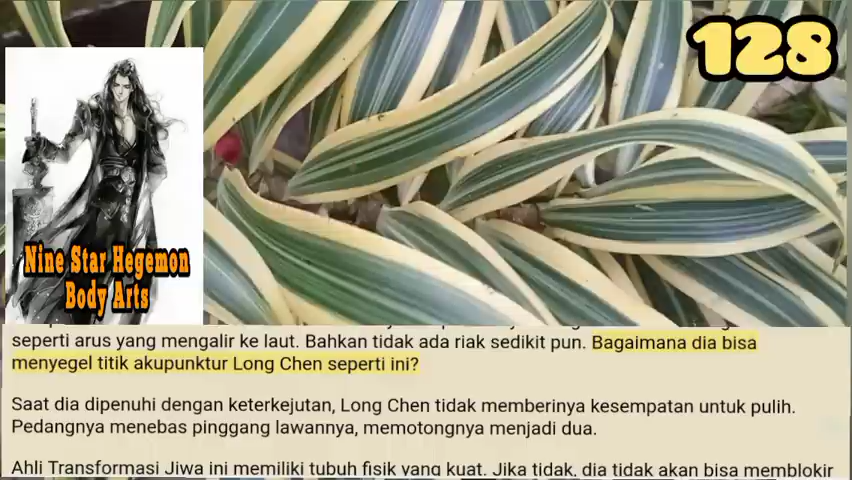 128
Nine Star Hegemon
Body Arts
seperti arus yang mengalir ke laut. Bahkan tidak ada riak sedikit pun. Bagaimana dia bisa
menyegel titik akupunktur Long Chen seperti ini?
Saat dia dipenuhi dengan keterkejutan, Long Chen tidak memberinya kesempatan untuk pulih.
Pedangnya menebas pinggang lawannya, memotongnya menjadi dua.
Ahli Transformasi Jiwa ini memiliki tubuh fisik yang kuat. Jika tidak, dia tidak akan bisa memblokir